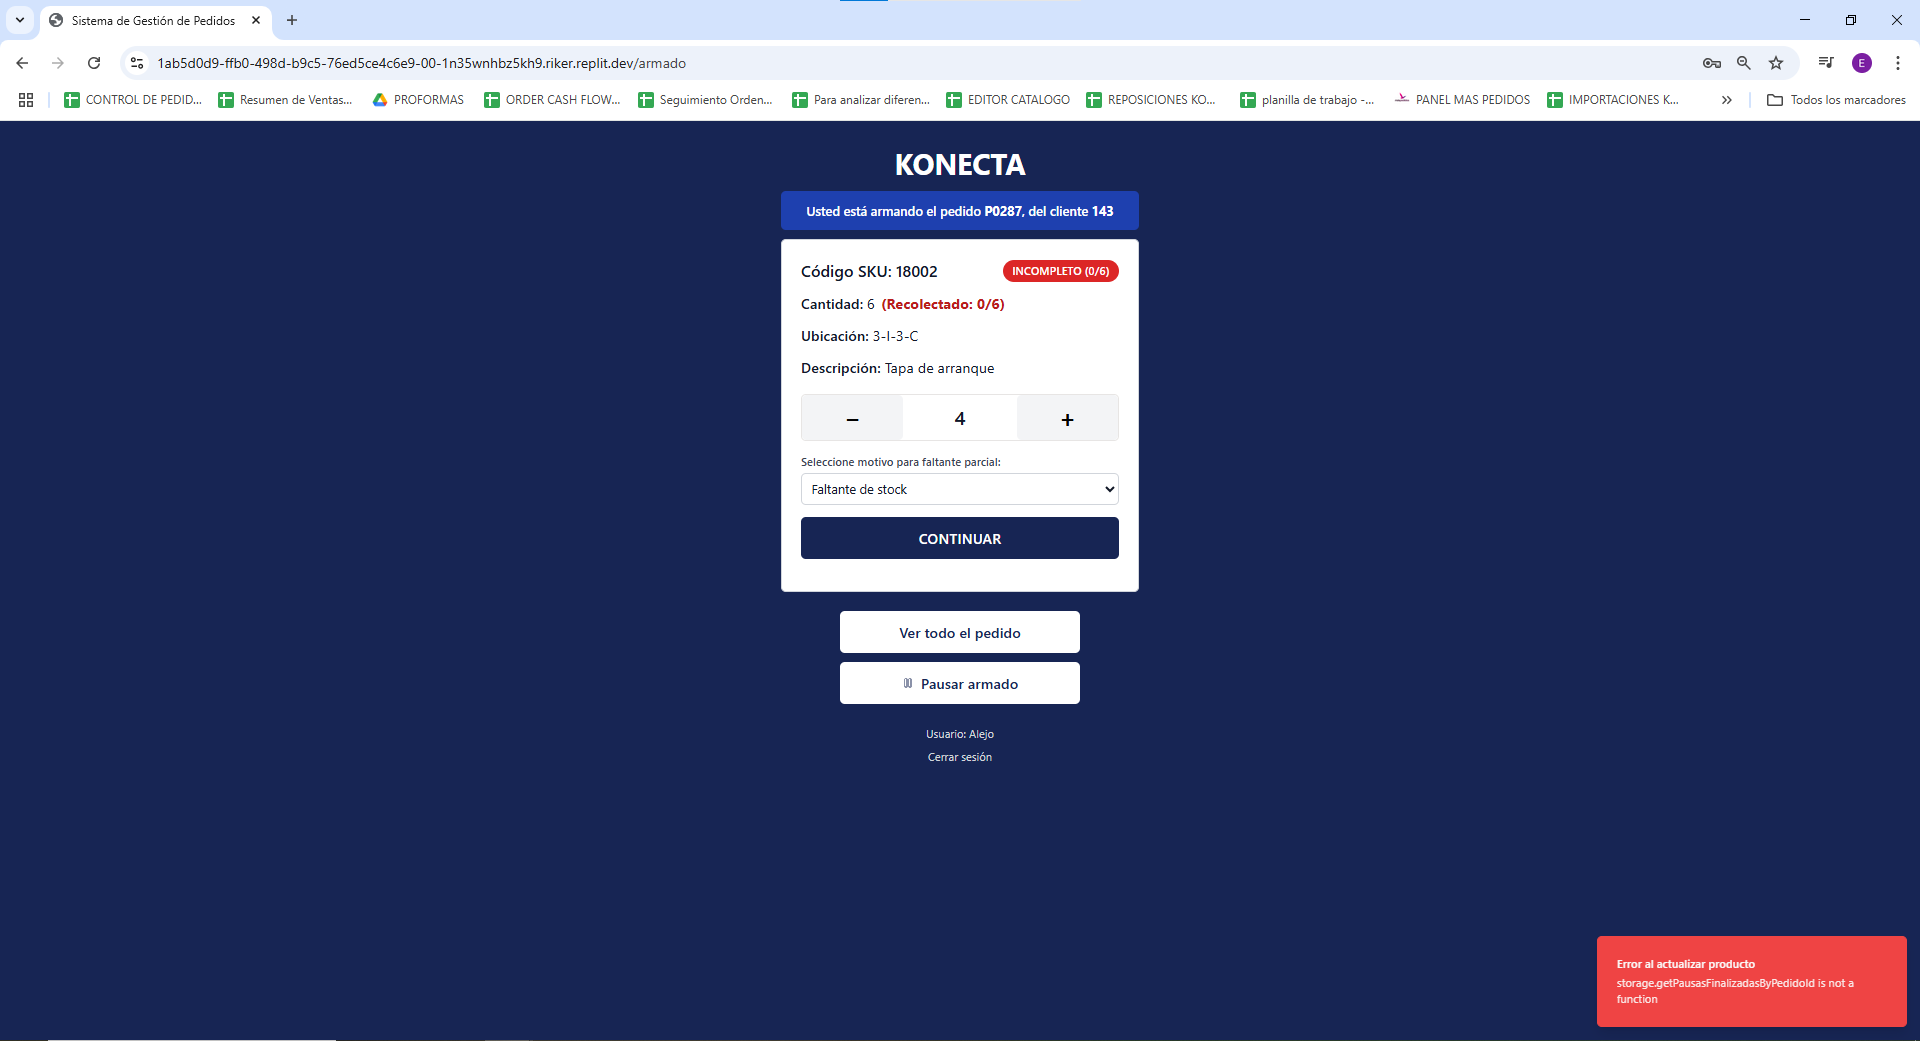 Sistema de Gestión de Pedidos
1ab5d0d9-ffb0-498d-b9c5-76ed5ce4c6e9-00-1n35wnhbz5kh9.riker.replit.dev/armado
E
CONTROL DE PEDID...
Resumen de Ventas...
PROFORMAS
ORDER CASH FLOW...
Seguimiento Orden...
Para analizar diferen...
EDITOR CATALOGO
REPOSICIONES KO...
planilla de trabajo -...
PANEL MAS PEDIDOS
IMPORTACIONES K...
Todos los marcadores
KONECTA
Usted está armando el pedido P0287, del cliente 143
Código SKU: 18002
INCOMPLETO (0/6)
Cantidad: 6 (Recolectado: 0/6)
Ubicación: 3-I-3-C
Descripción: Tapa de arranque
− 4 +
Seleccione motivo para faltante parcial:
Faltante de stock
CONTINUAR
Ver todo el pedido
Pausar armado
Usuario: Alejo
Cerrar sesión
Error al actualizar producto
storage.getPausasFinalizadasByPedidoId is not a
function